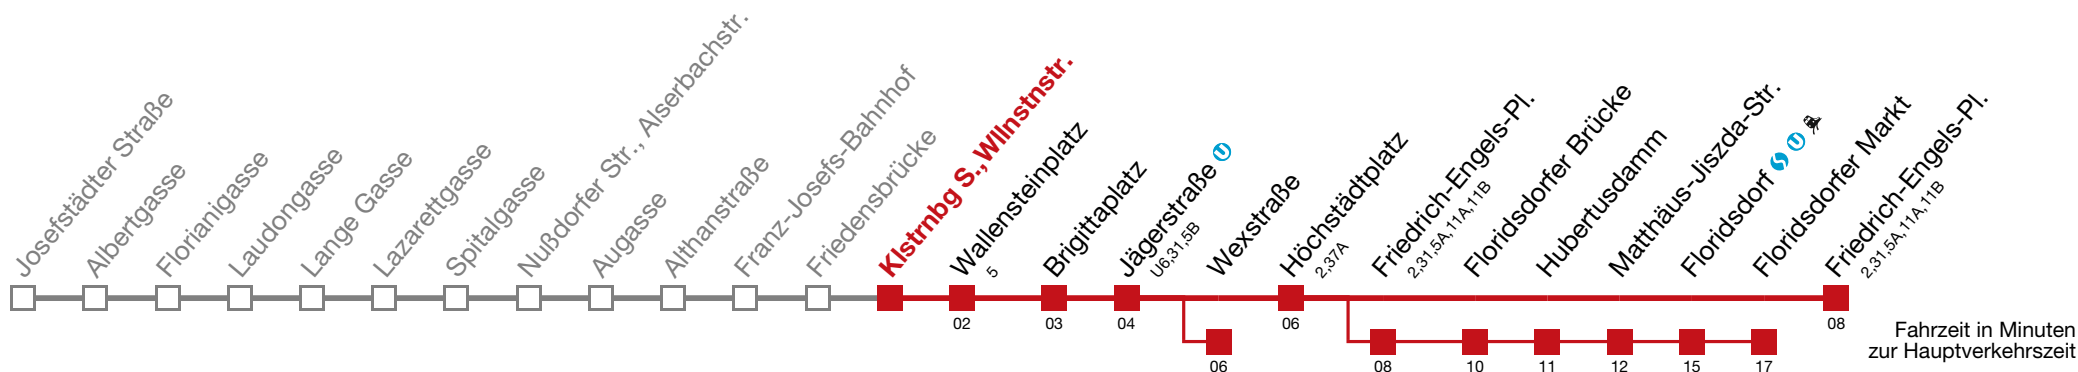 Josefstädter Straße
Albertgasse
Florianigasse
Laudongasse
Lange Gasse
Lazarettgasse
Spitalgasse
Nußdorfer Str., Alserbachstr.
Augasse
Althanstraße
Franz-Josefs-Bahnhof
Friedensbrücke
Klstrnbg S.,Wllnstnstr.
Wallensteinplatz
5
Brigittaplatz
Jägerstraße U
U6,31,5B
Wexstraße
Höchstädtplatz
2,37A
Friedrich-Engels-Pl.
2,31,5A,11A,11B
Floridsdorfer Brücke
Hubertusdamm
Matthäus-Jiszda-Str.
Floridsdorf S U
Floridsdorfer Markt
Friedrich-Engels-Pl.
2,31,5A,11A,11B
02 03 04 06 08
06 08 10 11 12 15 17
Fahrzeit in Minuten
zur Hauptverkehrszeit